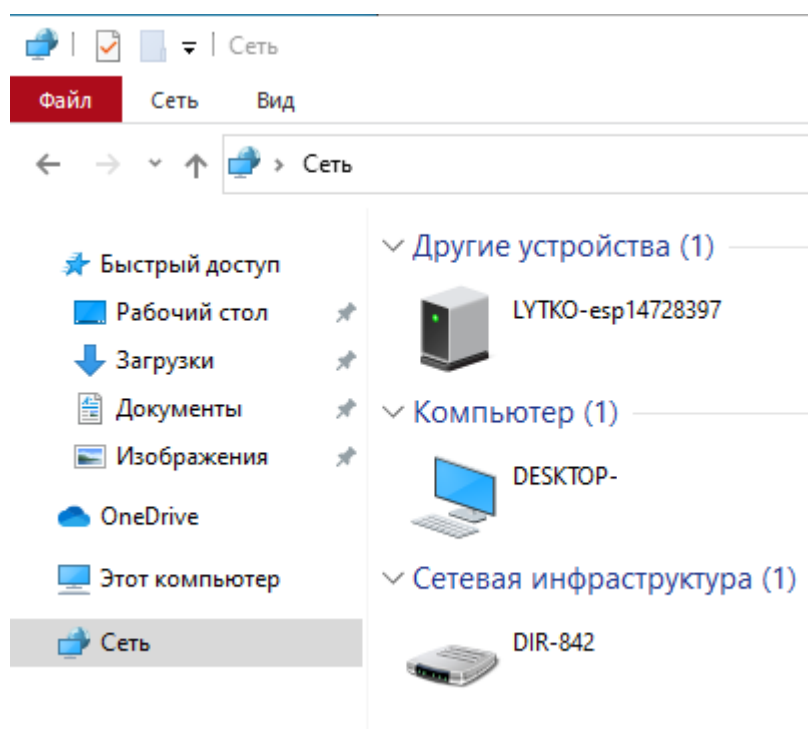 Сеть
Файл Сеть Вид
Сеть
Быстрый доступ
Рабочий стол
Загрузки
Документы
Изображения
OneDrive
Этот компьютер
Сеть
Другие устройства (1)
LYTKO-esp14728397
Компьютер (1)
DESKTOP-
Сетевая инфраструктура (1)
DIR-842